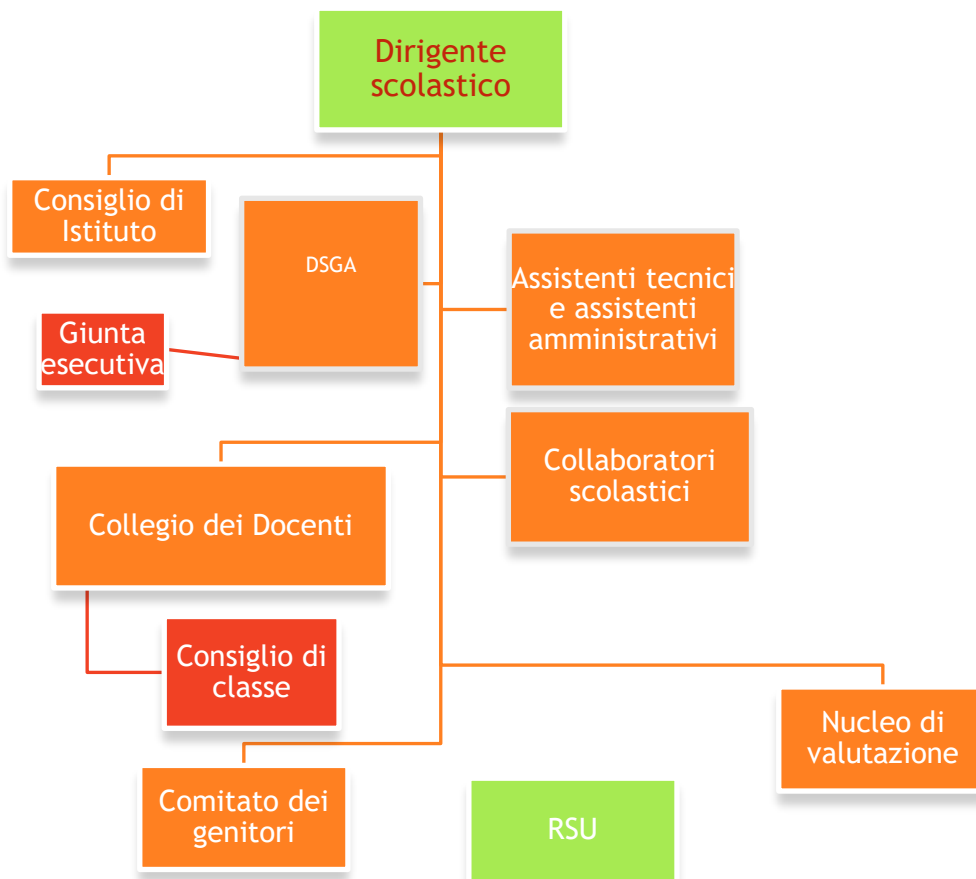 Dirigente
scolastico
Consiglio di
Istituto
DSGA
Assistenti tecnici
e assistenti
amministrativi
Giunta
esecutiva
Collaboratori
scolastici
Collegio dei Docenti
Consiglio di
classe
Nucleo di
valutazione
Comitato dei
genitori
RSU